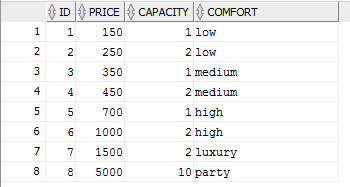 ID PRICE CAPACITY COMFORT
1 1 150 1 low
2 2 250 2 low
3 3 350 1 medium
4 4 450 2 medium
5 5 700 1 high
6 6 1000 2 high
7 7 1500 2 luxury
8 8 5000 10 party